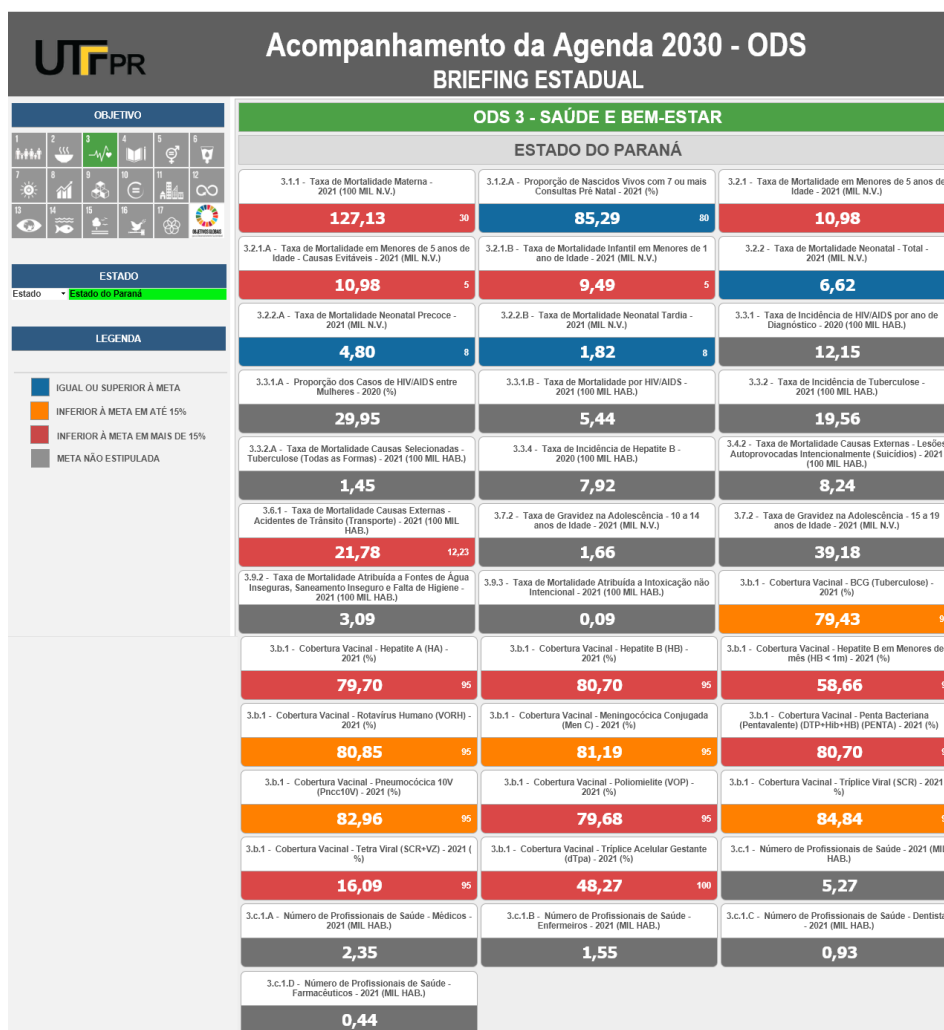 UTFPR
Acompanhamento da Agenda 2030 - ODS
BRIEFING ESTADUAL
OBJETIVO
1 2 3 4 5 6
7 8 9 10 11 12
13 14 15 16 17
OBJETIVOS GLOBAIS
ESTADO
Estado Estado do Paraná
LEGENDA
IGUAL OU SUPERIOR À META
INFERIOR À META EM ATÉ 15%
INFERIOR À META EM MAIS DE 15%
META NÃO ESTIPULADA
ODS 3 - SAÚDE E BEM-ESTAR
ESTADO DO PARANÁ
3.1.1 - Taxa de Mortalidade Materna -
2021 (100 MIL N.V.)
127,13 30
3.1.2.A - Proporção de Nascidos Vivos com 7 ou mais
Consultas Pré Natal - 2021 (%)
85,29 80
3.2.1 - Taxa de Mortalidade em Menores de 5 anos de
Idade - 2021 (MIL N.V.)
10,98
3.2.1.A - Taxa de Mortalidade em Menores de 5 anos de
Idade - Causas Evitáveis - 2021 (MIL N.V.)
10,98 5
3.2.1.B - Taxa de Mortalidade Infantil em Menores de 1
ano de Idade - 2021 (MIL N.V.)
9,49 5
3.2.2 - Taxa de Mortalidade Neonatal - Total -
2021 (MIL N.V.)
6,62
3.2.2.A - Taxa de Mortalidade Neonatal Precoce -
2021 (MIL N.V.)
4,80 8
3.2.2.B - Taxa de Mortalidade Neonatal Tardia -
2021 (MIL N.V.)
1,82 8
3.3.1 - Taxa de Incidência de HIV/AIDS por ano de
Diagnóstico - 2020 (100 MIL HAB.)
12,15
3.3.1.A - Proporção dos Casos de HIV/AIDS entre
Mulheres - 2020 (%)
29,95
3.3.1.B - Taxa de Mortalidade por HIV/AIDS -
2021 (100 MIL HAB.)
5,44
3.3.2 - Taxa de Incidência de Tuberculose -
2021 (100 MIL HAB.)
19,56
3.3.2.A - Taxa de Mortalidade Causas Selecionadas -
Tuberculose (Todas as Formas) - 2021 (100 MIL HAB.)
1,45
3.3.4 - Taxa de Incidência de Hepatite B -
2020 (100 MIL HAB.)
7,92
3.4.2 - Taxa de Mortalidade Causas Externas - Lesões
Autoprovocadas Intencionalmente (Suicídios) - 2021
(100 MIL HAB.)
8,24
3.6.1 - Taxa de Mortalidade Causas Externas -
Acidentes de Trânsito (Transporte) - 2021 (100 MIL
HAB.)
21,78 12,23
3.7.2 - Taxa de Gravidez na Adolescência - 10 a 14
anos de Idade - 2021 (MIL N.V.)
1,66
3.7.2 - Taxa de Gravidez na Adolescência - 15 a 19
anos de Idade - 2021 (MIL N.V.)
39,18
3.9.2 - Taxa de Mortalidade Atribuída a Fontes de Água
Inseguras, Saneamento Inseguro e Falta de Higiene -
2021 (100 MIL HAB.)
3,09
3.9.3 - Taxa de Mortalidade Atribuída a Intoxicação não
Intencional - 2021 (100 MIL HAB.)
0,09
3.b.1 - Cobertura Vacinal - BCG (Tuberculose) -
2021 (%)
79,43
3.b.1 - Cobertura Vacinal - Hepatite A (HA) -
2021 (%)
79,70 95
3.b.1 - Cobertura Vacinal - Hepatite B (HB) -
2021 (%)
80,70 95
3.b.1 - Cobertura Vacinal - Hepatite B em Menores de
mês (HB < 1m) - 2021 (%)
58,66
3.b.1 - Cobertura Vacinal - Rotavírus Humano (VORH) -
2021 (%)
80,85 95
3.b.1 - Cobertura Vacinal - Meningocócica Conjugada
(Men C) - 2021 (%)
81,19 95
3.b.1 - Cobertura Vacinal - Penta Bacteriana
(Pentavalente) (DTP+Hib+HB) (PENTA) - 2021 (%)
80,70
3.b.1 - Cobertura Vacinal - Pneumocócica 10V
(Pncc10V) - 2021 (%)
82,96 95
3.b.1 - Cobertura Vacinal - Poliomielite (VOP) -
2021 (%)
79,68 95
3.b.1 - Cobertura Vacinal - Tríplice Viral (SCR) - 2021
%)
84,84
3.b.1 - Cobertura Vacinal - Tetra Viral (SCR+VZ) - 2021 (
%)
16,09 95
3.b.1 - Cobertura Vacinal - Tríplice Acelular Gestante
(dTpa) - 2021 (%)
48,27 100
3.c.1 - Número de Profissionais de Saúde - 2021 (MIL
HAB.)
5,27
3.c.1.A - Número de Profissionais de Saúde - Médicos -
2021 (MIL HAB.)
2,35
3.c.1.B - Número de Profissionais de Saúde -
Enfermeiros - 2021 (MIL HAB.)
1,55
3.c.1.C - Número de Profissionais de Saúde - Dentista
- 2021 (MIL HAB.)
0,93
3.c.1.D - Número de Profissionais de Saúde -
Farmacêuticos - 2021 (MIL HAB.)
0,44